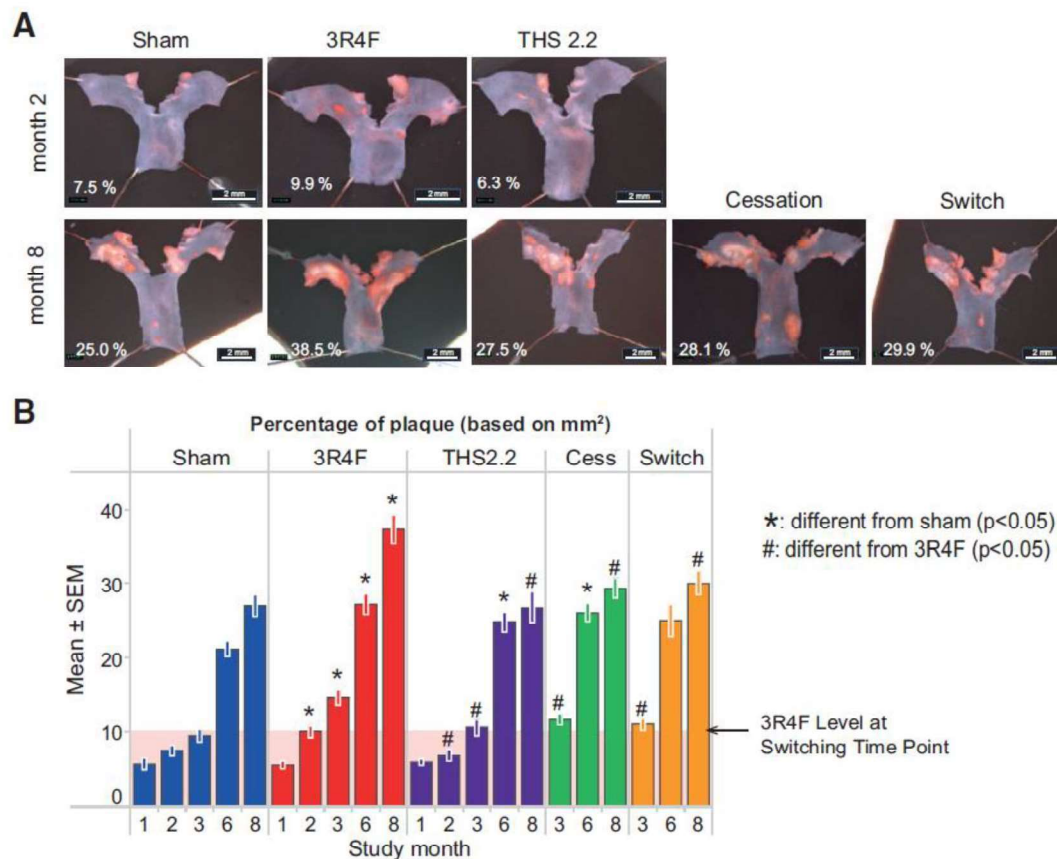 A
Sham
3R4F
THS 2.2
month 2
7.5 %
2 mm
9.9 %
2 mm
6.3 %
2 mm
Cessation
Switch
month 8
25.0 %
2 mm
38.5 %
2 mm
27.5 %
2 mm
28.1 %
2 mm
29.9 %
2 mm
B
Percentage of plaque (based on mm²)
Sham
3R4F
THS2.2
Cess
Switch
Mean ± SEM
40
30
20
10
0
* * * *
# # * #
# * #
# #
*: different from sham (p<0.05)
#: different from 3R4F (p<0.05)
3R4F Level at
Switching Time Point
1 2 3 6 8 1 2 3 6 8 1 2 3 6 8 3 6 8 3 6 8
Study month